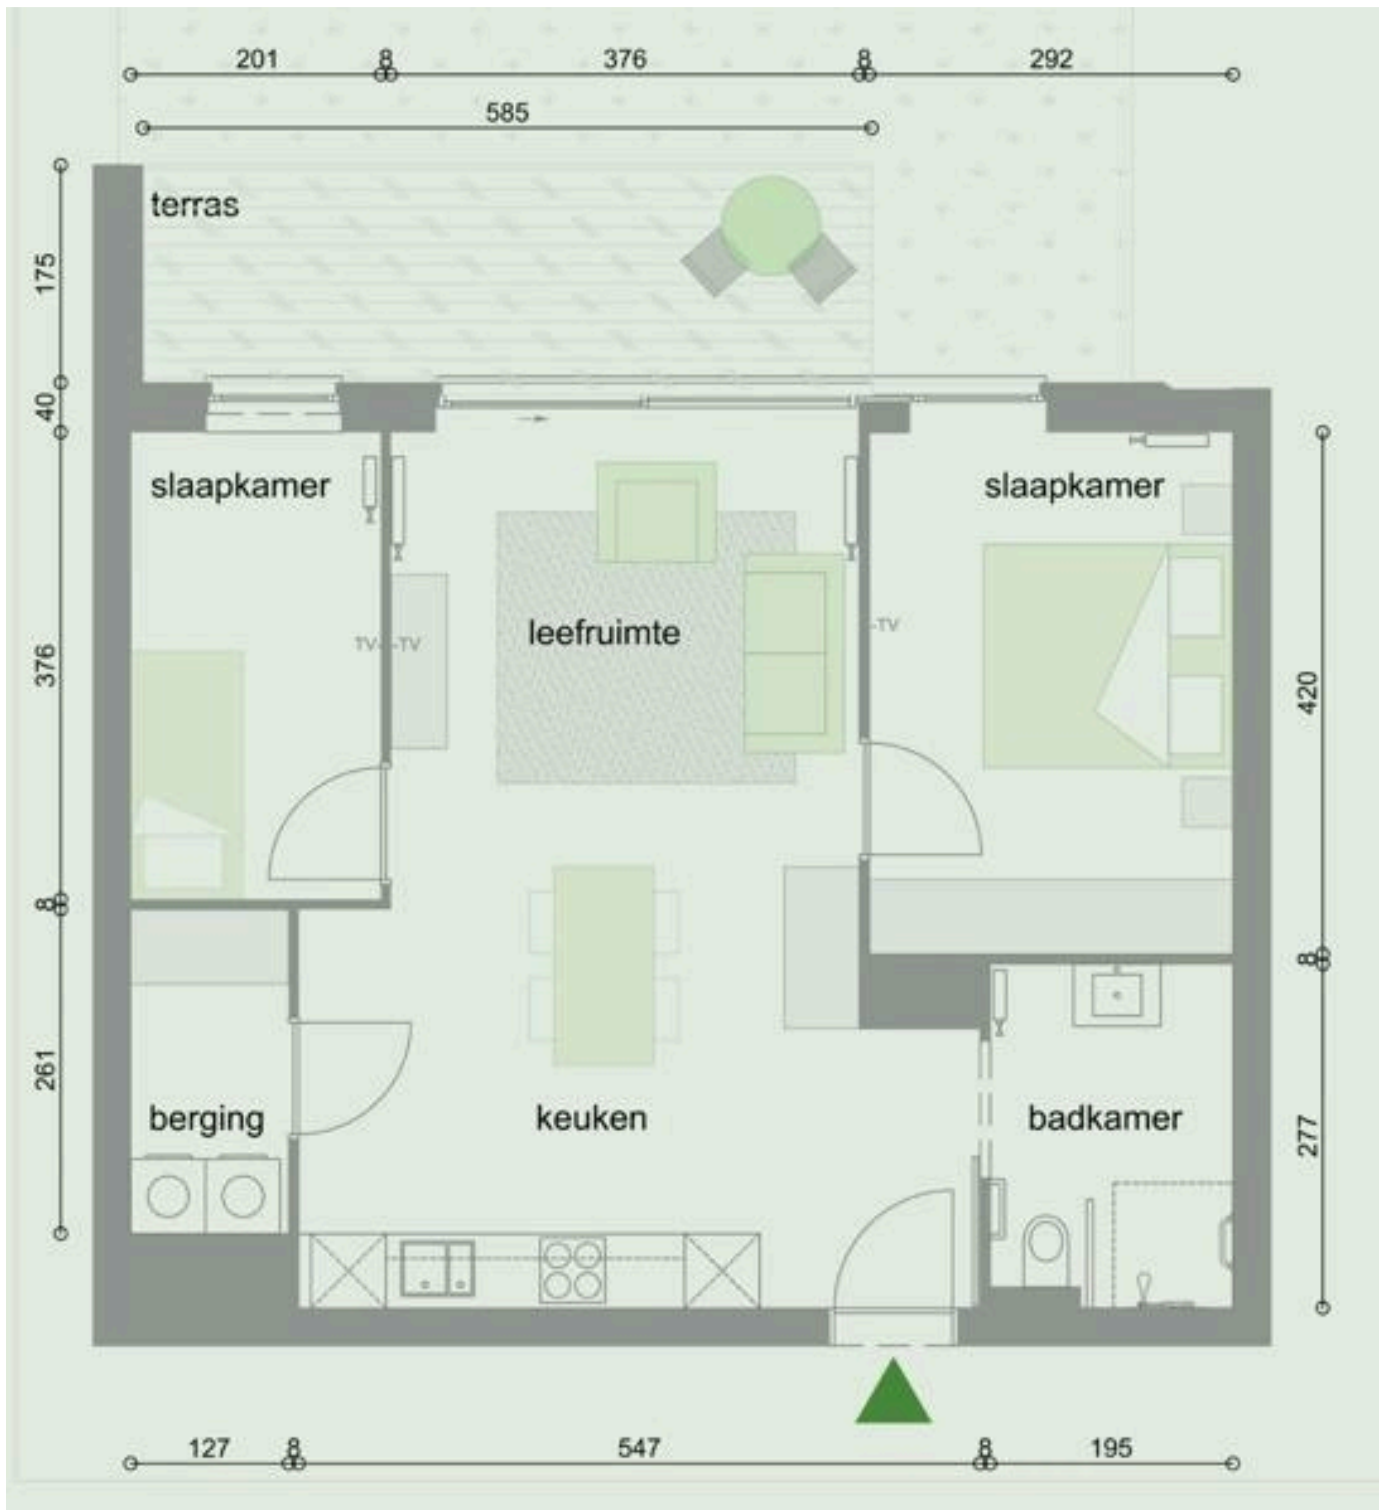 201 8 376 8 292
585
terras
175
40
slaapkamer
slaapkamer
leefruimte
TV
-TV
-TV
376
420
8
8
261
berging
keuken
badkamer
277
127 8 547 8 195